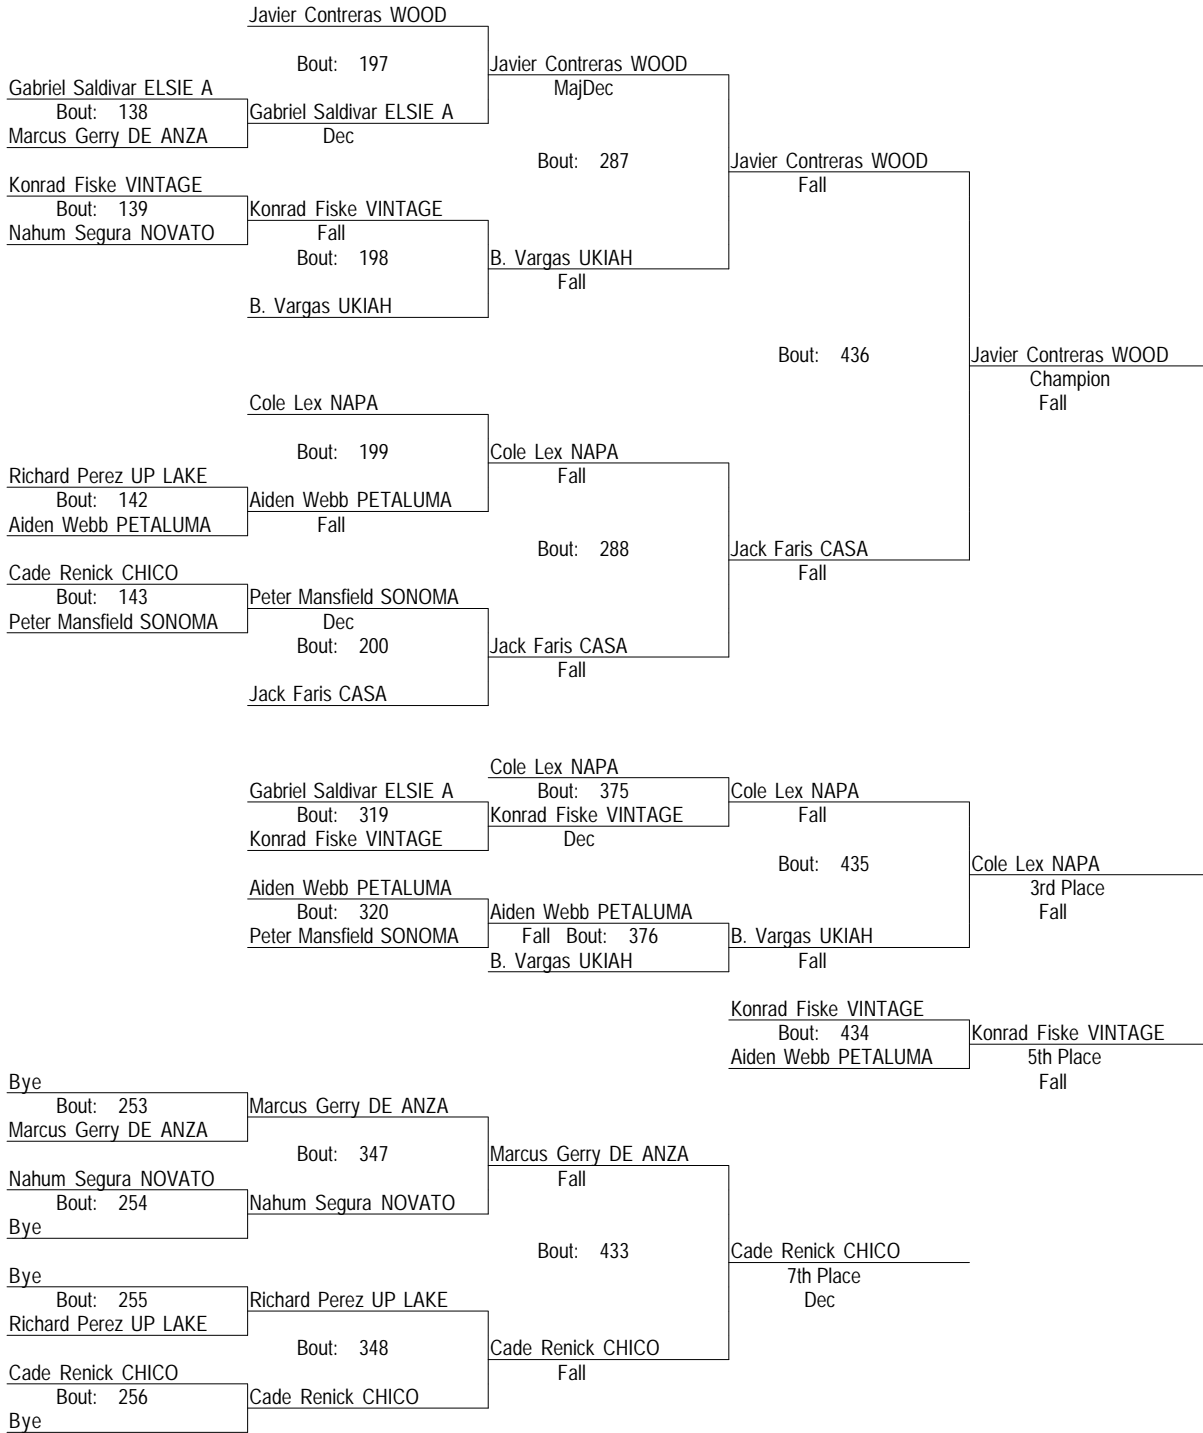 Javier Contreras WOOD
Bout: 197
Javier Contreras WOOD
MajDec
Gabriel Saldivar ELSIE A
Bout: 138
Gabriel Saldivar ELSIE A
Marcus Gerry DE ANZA
Dec
Bout: 287
Javier Contreras WOOD
Fall
Konrad Fiske VINTAGE
Bout: 139
Konrad Fiske VINTAGE
Nahum Segura NOVATO
Fall
Bout: 198
B. Vargas UKIAH
Fall
B. Vargas UKIAH
Bout: 436
Javier Contreras WOOD
Champion
Fall
Cole Lex NAPA
Bout: 199
Cole Lex NAPA
Fall
Richard Perez UP LAKE
Bout: 142
Aiden Webb PETALUMA
Aiden Webb PETALUMA
Fall
Bout: 288
Jack Faris CASA
Fall
Cade Renick CHICO
Bout: 143
Peter Mansfield SONOMA
Peter Mansfield SONOMA
Dec
Bout: 200
Jack Faris CASA
Fall
Jack Faris CASA
Cole Lex NAPA
Gabriel Saldivar ELSIE A
Bout: 375
Cole Lex NAPA
Bout: 319
Konrad Fiske VINTAGE
Fall
Konrad Fiske VINTAGE
Dec
Bout: 435
Cole Lex NAPA
3rd Place
Fall
Aiden Webb PETALUMA
Bout: 320
Aiden Webb PETALUMA
Peter Mansfield SONOMA
Fall Bout: 376
B. Vargas UKIAH
B. Vargas UKIAH
Fall
Konrad Fiske VINTAGE
Bout: 434
Konrad Fiske VINTAGE
Aiden Webb PETALUMA
5th Place
Fall
Bye
Bout: 253
Marcus Gerry DE ANZA
Marcus Gerry DE ANZA
Bout: 347
Marcus Gerry DE ANZA
Fall
Nahum Segura NOVATO
Bout: 254
Nahum Segura NOVATO
Bye
Bout: 433
Cade Renick CHICO
7th Place
Dec
Bye
Bout: 255
Richard Perez UP LAKE
Richard Perez UP LAKE
Bout: 348
Cade Renick CHICO
Fall
Cade Renick CHICO
Bout: 256
Cade Renick CHICO
Bye